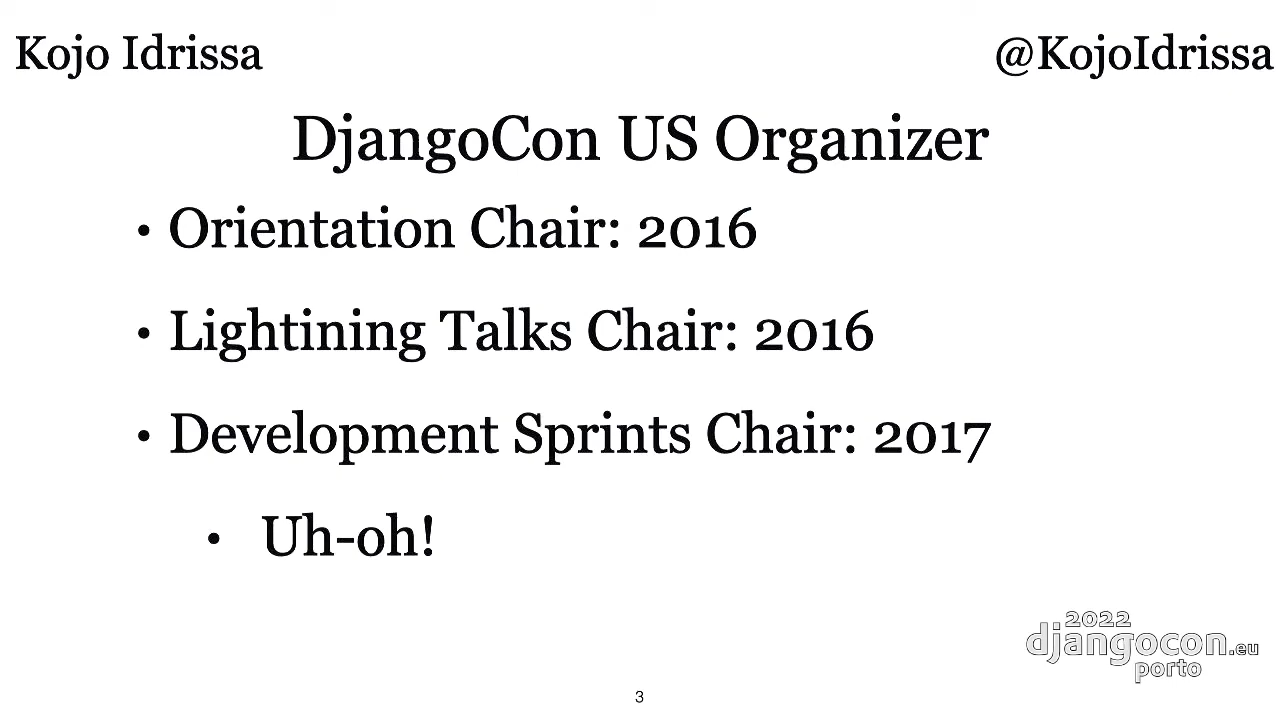 Kojo Idrissa
@KojoIdrissa
DjangoCon US Organizer
• Orientation Chair: 2016
• Lightining Talks Chair: 2016
• Development Sprints Chair: 2017
• Uh-oh!
2022
djangocon.eu
porto
3